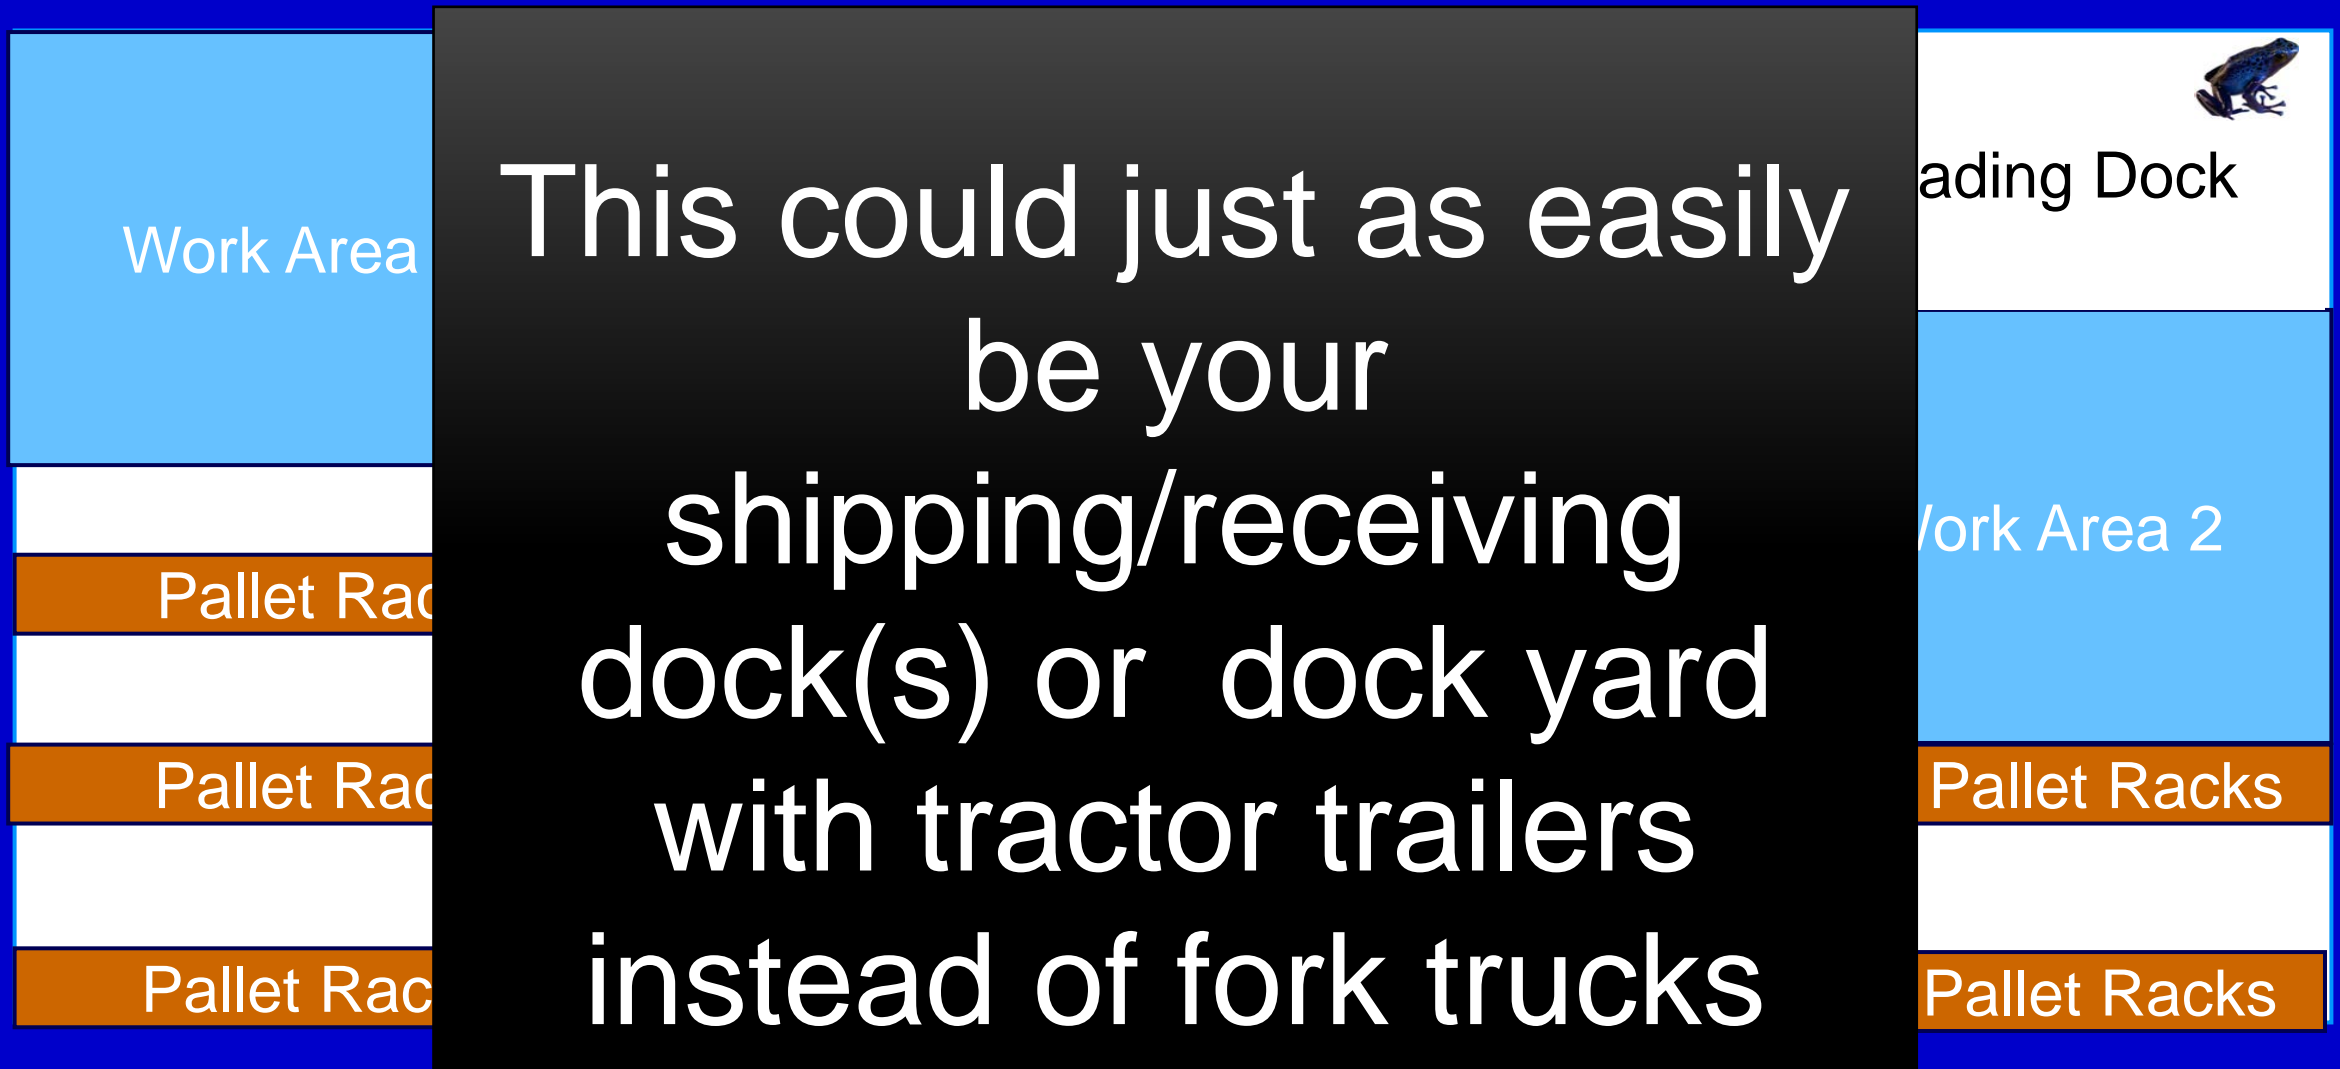 Work Area
This could just as easily
be your
shipping/receiving
dock(s) or  dock yard
with tractor trailers
instead of fork trucks
ading Dock
ork Area 2
Pallet Rac
Pallet Rac
Pallet Racks
Pallet Rac
Pallet Racks